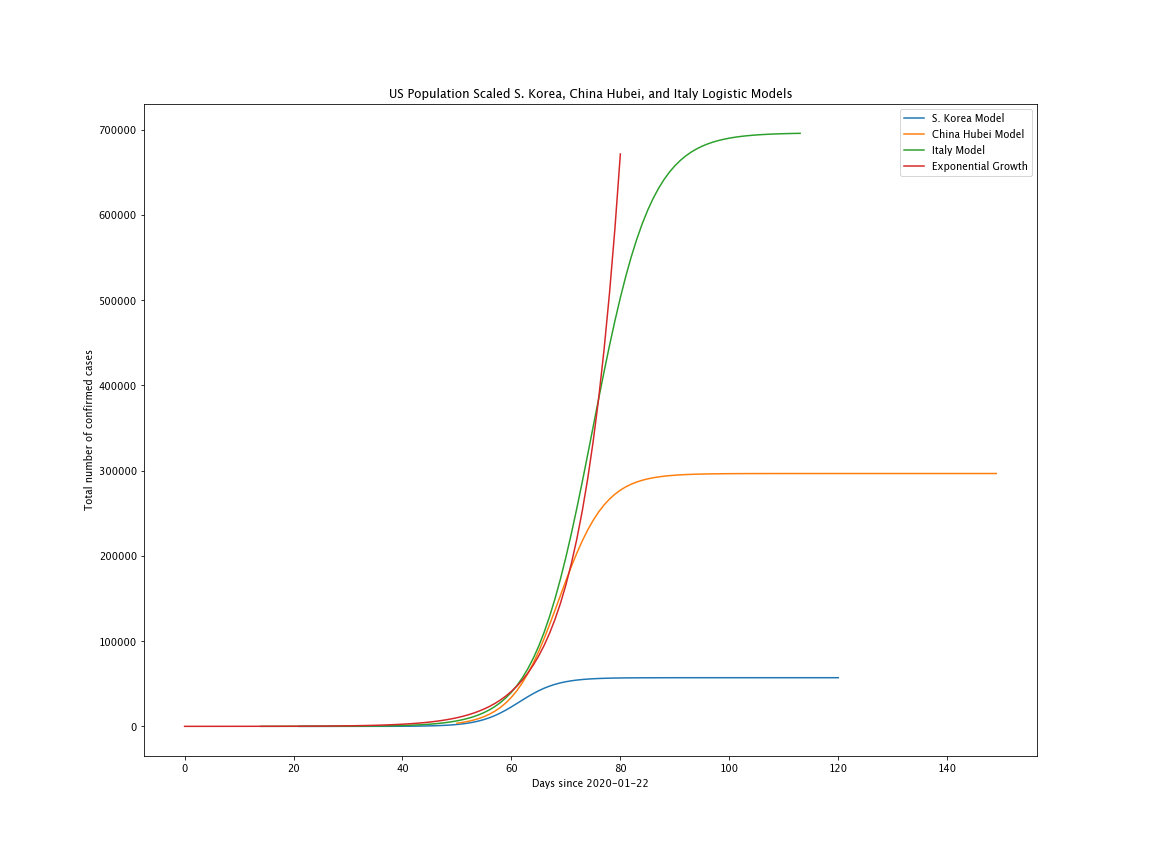 US Population Scaled S. Korea, China Hubei, and Italy Logistic Models
S. Korea Model
China Hubei Model
Italy Model
Exponential Growth
Total number of confirmed cases
700000
600000
500000
400000
300000
200000
100000
0
0 20 40 60 80 100 120 140
Days since 2020-01-22